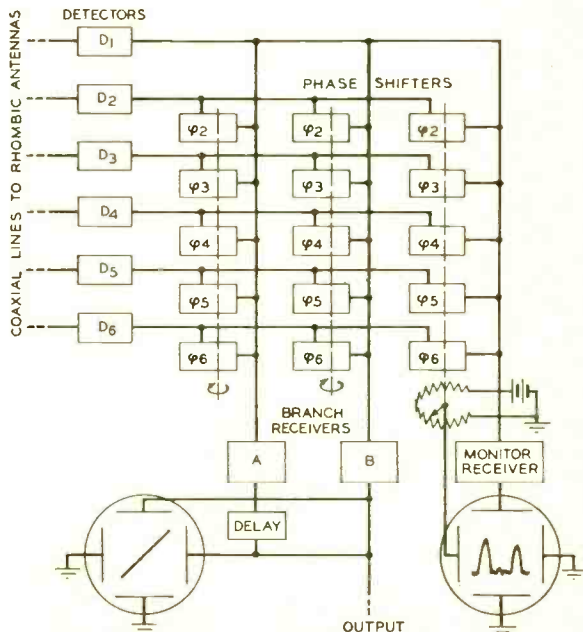 DETECTORS
COAXIAL LINES TO RHOMBIC ANTENNAS
D1
D2
PHASE SHIFTERS
φ2 φ2 φ2
D3
φ3 φ3 φ3
D4
φ4 φ4 φ4
D5
φ5 φ5 φ5
D6
φ6 φ6 φ6
BRANCH
RECEIVERS
A B
MONITOR
RECEIVER
DELAY
OUTPUT